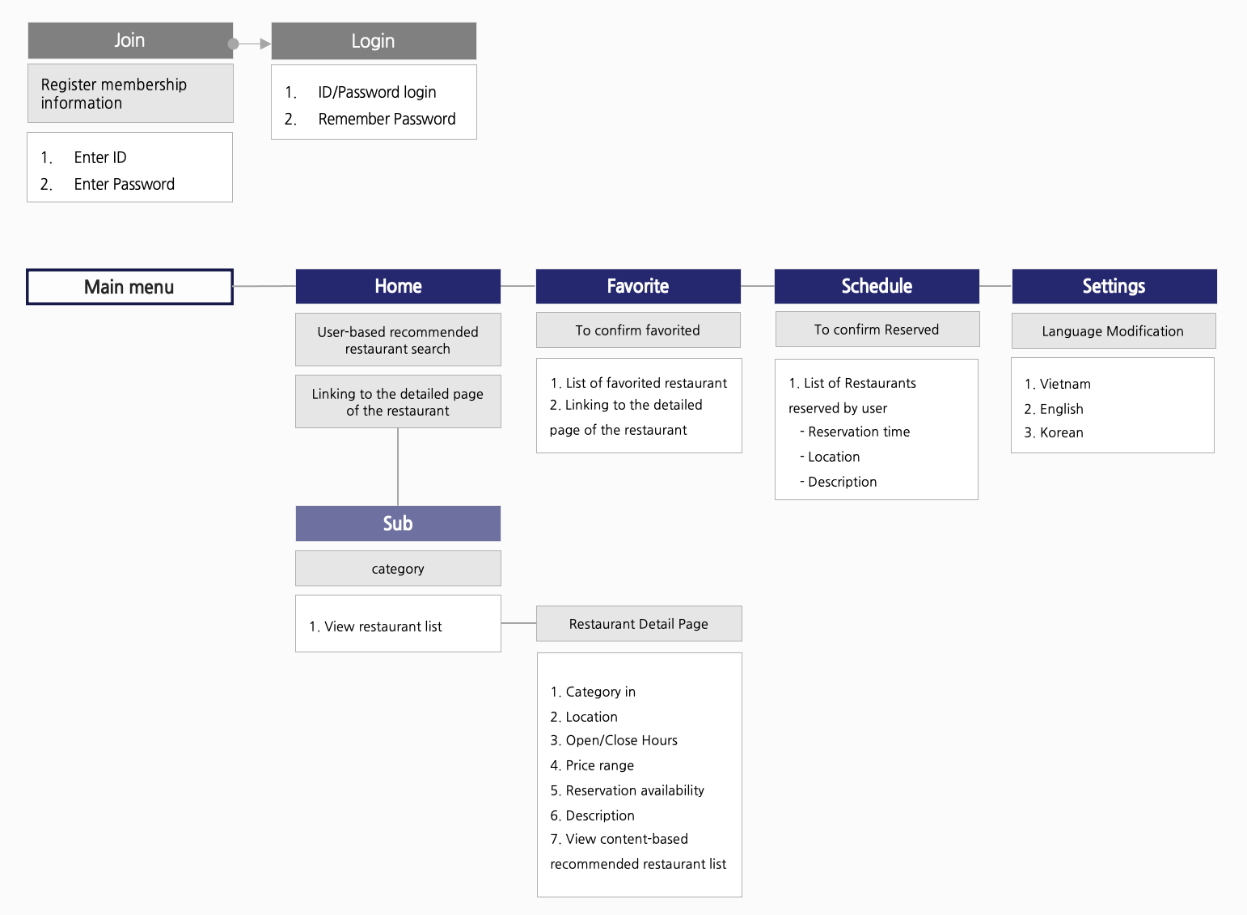 Join
Register membership
information
1. Enter ID
2. Enter Password
Login
1. ID/Password login
2. Remember Password
Main menu
Home
User-based recommended
restaurant search
Linking to the detailed page
of the restaurant
Favorite
To confirm favorited
1. List of favorited restaurant
2. Linking to the detailed
page of the restaurant
Schedule
To confirm Reserved
1. List of Restaurants
reserved by user
- Reservation time
- Location
- Description
Settings
Language Modification
1. Vietnam
2. English
3. Korean
Sub
category
1. View restaurant list
Restaurant Detail Page
1. Category in
2. Location
3. Open/Close Hours
4. Price range
5. Reservation availability
6. Description
7. View content-based
recommended restaurant list